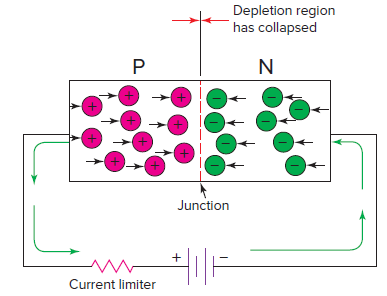 Depletion region
has collapsed
P
N
Junction
+
−
Current limiter